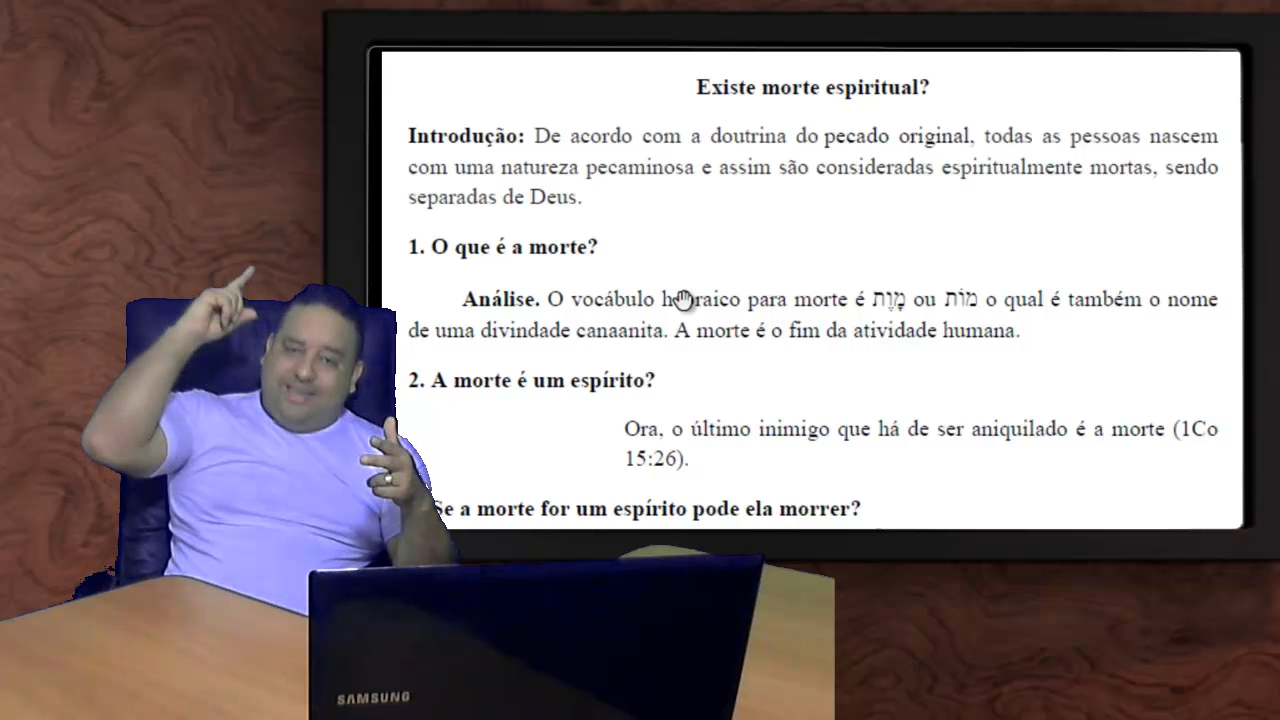 Existe morte espiritual?
Introdução: De acordo com a doutrina do pecado original, todas as pessoas nascem
com uma natureza pecaminosa e assim são consideradas espiritualmente mortas, sendo
separadas de Deus.
1. O que é a morte?
Análise. O vocábulo hebraico para morte é מָוֶת ou מוֹת o qual é também o nome
de uma divindade canaanita. A morte é o fim da atividade humana.
2. A morte é um espírito?
Ora, o último inimigo que há de ser aniquilado é a morte (1Co
15:26).
Se a morte for um espírito pode ela morrer?
SAMSUNG